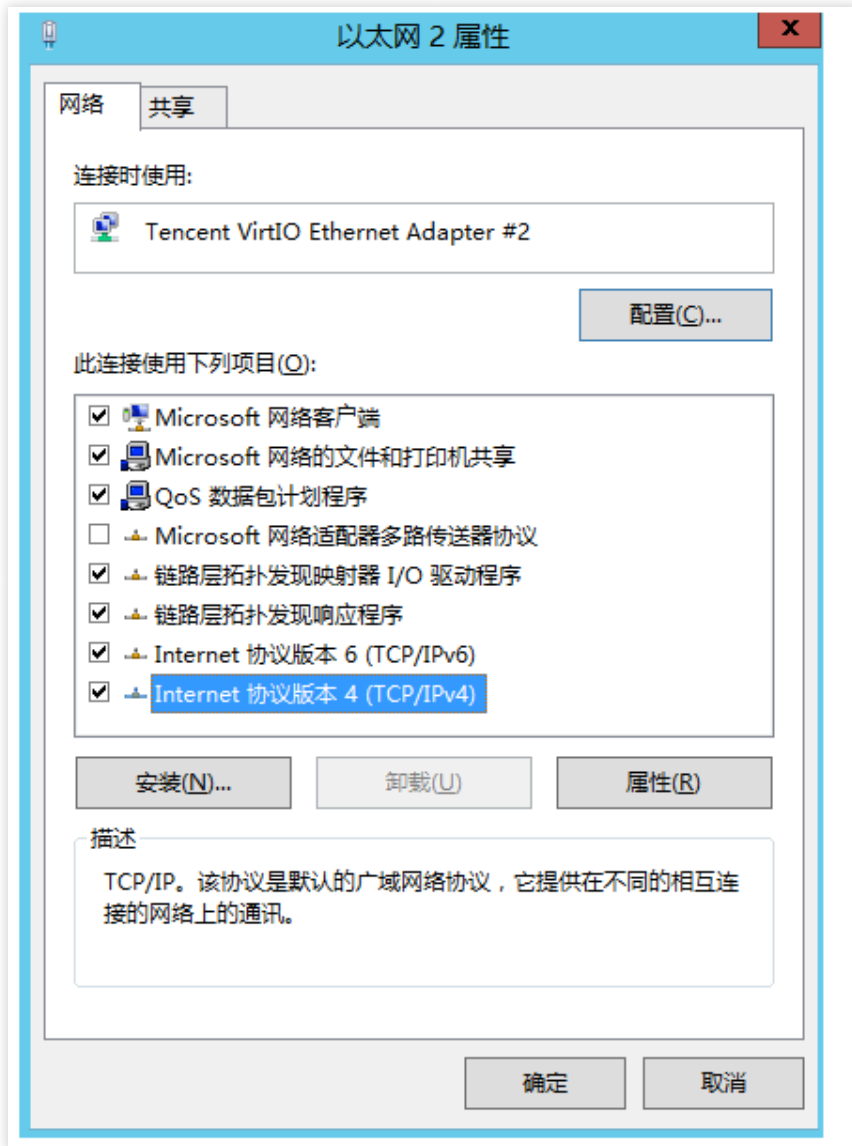 以太网 2 属性
x
网络
共享
连接时使用:
Tencent VirtIO Ethernet Adapter #2
配置(C)...
此连接使用下列项目(O):
Microsoft 网络客户端
Microsoft 网络的文件和打印机共享
QoS 数据包计划程序
Microsoft 网络适配器多路传送器协议
链路层拓扑发现映射器 I/O 驱动程序
链路层拓扑发现响应程序
Internet 协议版本 6 (TCP/IPv6)
Internet 协议版本 4 (TCP/IPv4)
安装(N)...
卸载(U)
属性(R)
描述
TCP/IP。该协议是默认的广域网络协议，它提供在不同的相互连
接的网络上的通讯。
确定
取消